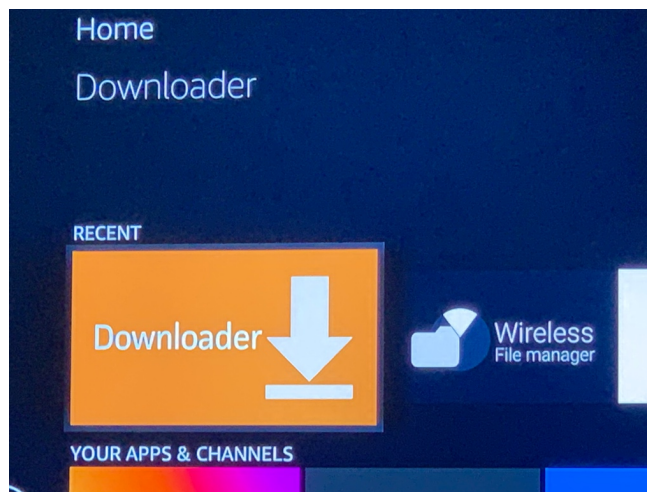 Home
Downloader
RECENT
Downloader
Wireless
File manager
YOUR APPS & CHANNELS